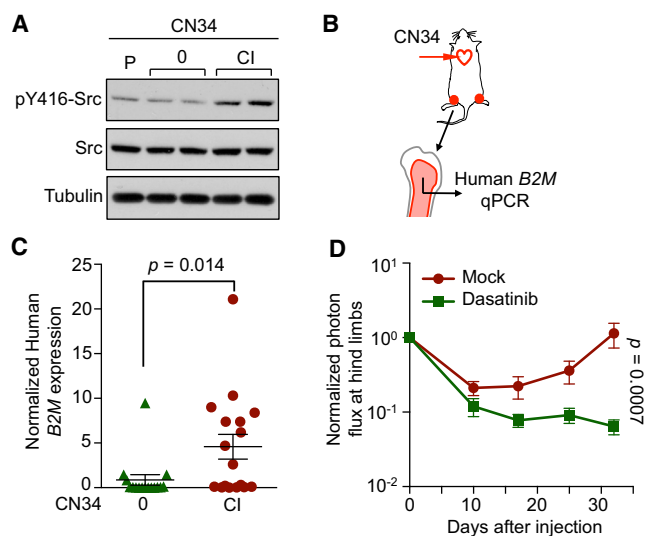 A
CN34
P 0 CI
pY416-Src
Src
Tubulin
B
CN34
Human B2M
qPCR
C
p = 0.014
Normalized Human
B2M expression
25
20
15
10
5
0
CN34 0 CI
D
Mock
Dasatinib
Normalized photon
flux at hind limbs
10¹
10⁰
10⁻¹
10⁻²
p = 0.0007
0 10 20 30
Days after injection